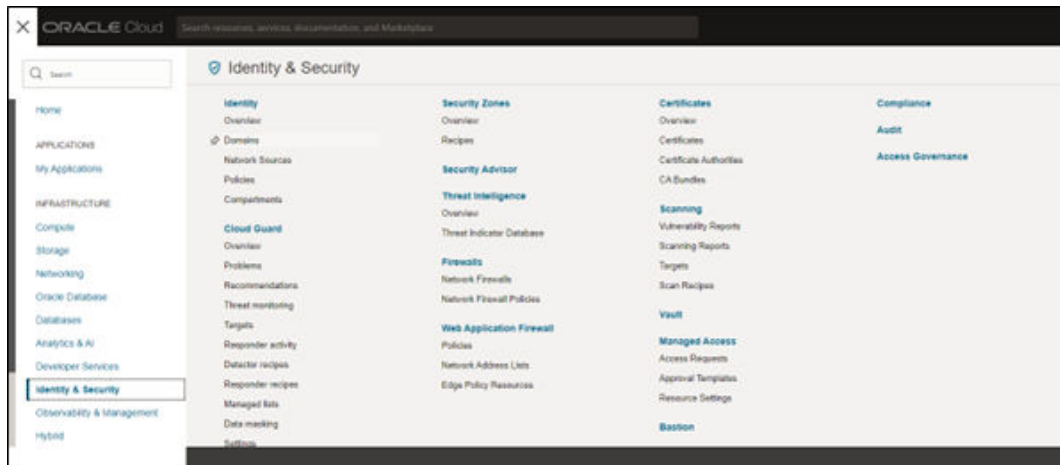 ORACLE Cloud
Search resources, services, documentation, and Marketplace
Search
Home
APPLICATIONS
My Applications
INFRASTRUCTURE
Compute
Storage
Networking
Oracle Database
Databases
Analytics & AI
Developer Services
Identity & Security
Observability & Management
Hybrid
Identity & Security
Identity
Overview
Domains
Network Sources
Policies
Compartments
Cloud Guard
Overview
Problems
Recommendations
Threat monitoring
Targets
Responder activity
Detector recipes
Responder recipes
Managed lists
Data masking
Settings
Security Zones
Overview
Recipes
Security Advisor
Threat Intelligence
Overview
Threat Indicator Database
Firewalls
Network Firewalls
Network Firewall Policies
Web Application Firewall
Policies
Network Address Lists
Edge Policy Resources
Certificates
Overview
Certificates
Certificate Authorities
CA Bundles
Scanning
Vulnerability Reports
Scanning Reports
Targets
Scan Recipes
Vault
Managed Access
Access Requests
Approval Templates
Resource Settings
Bastion
Compliance
Audit
Access Governance